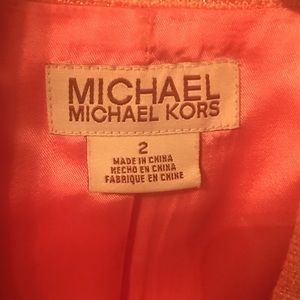 MICHAEL
MICHAEL KORS
2
MADE IN CHINA
HECHO EN CHINA
FABRIQUE EN CHINE